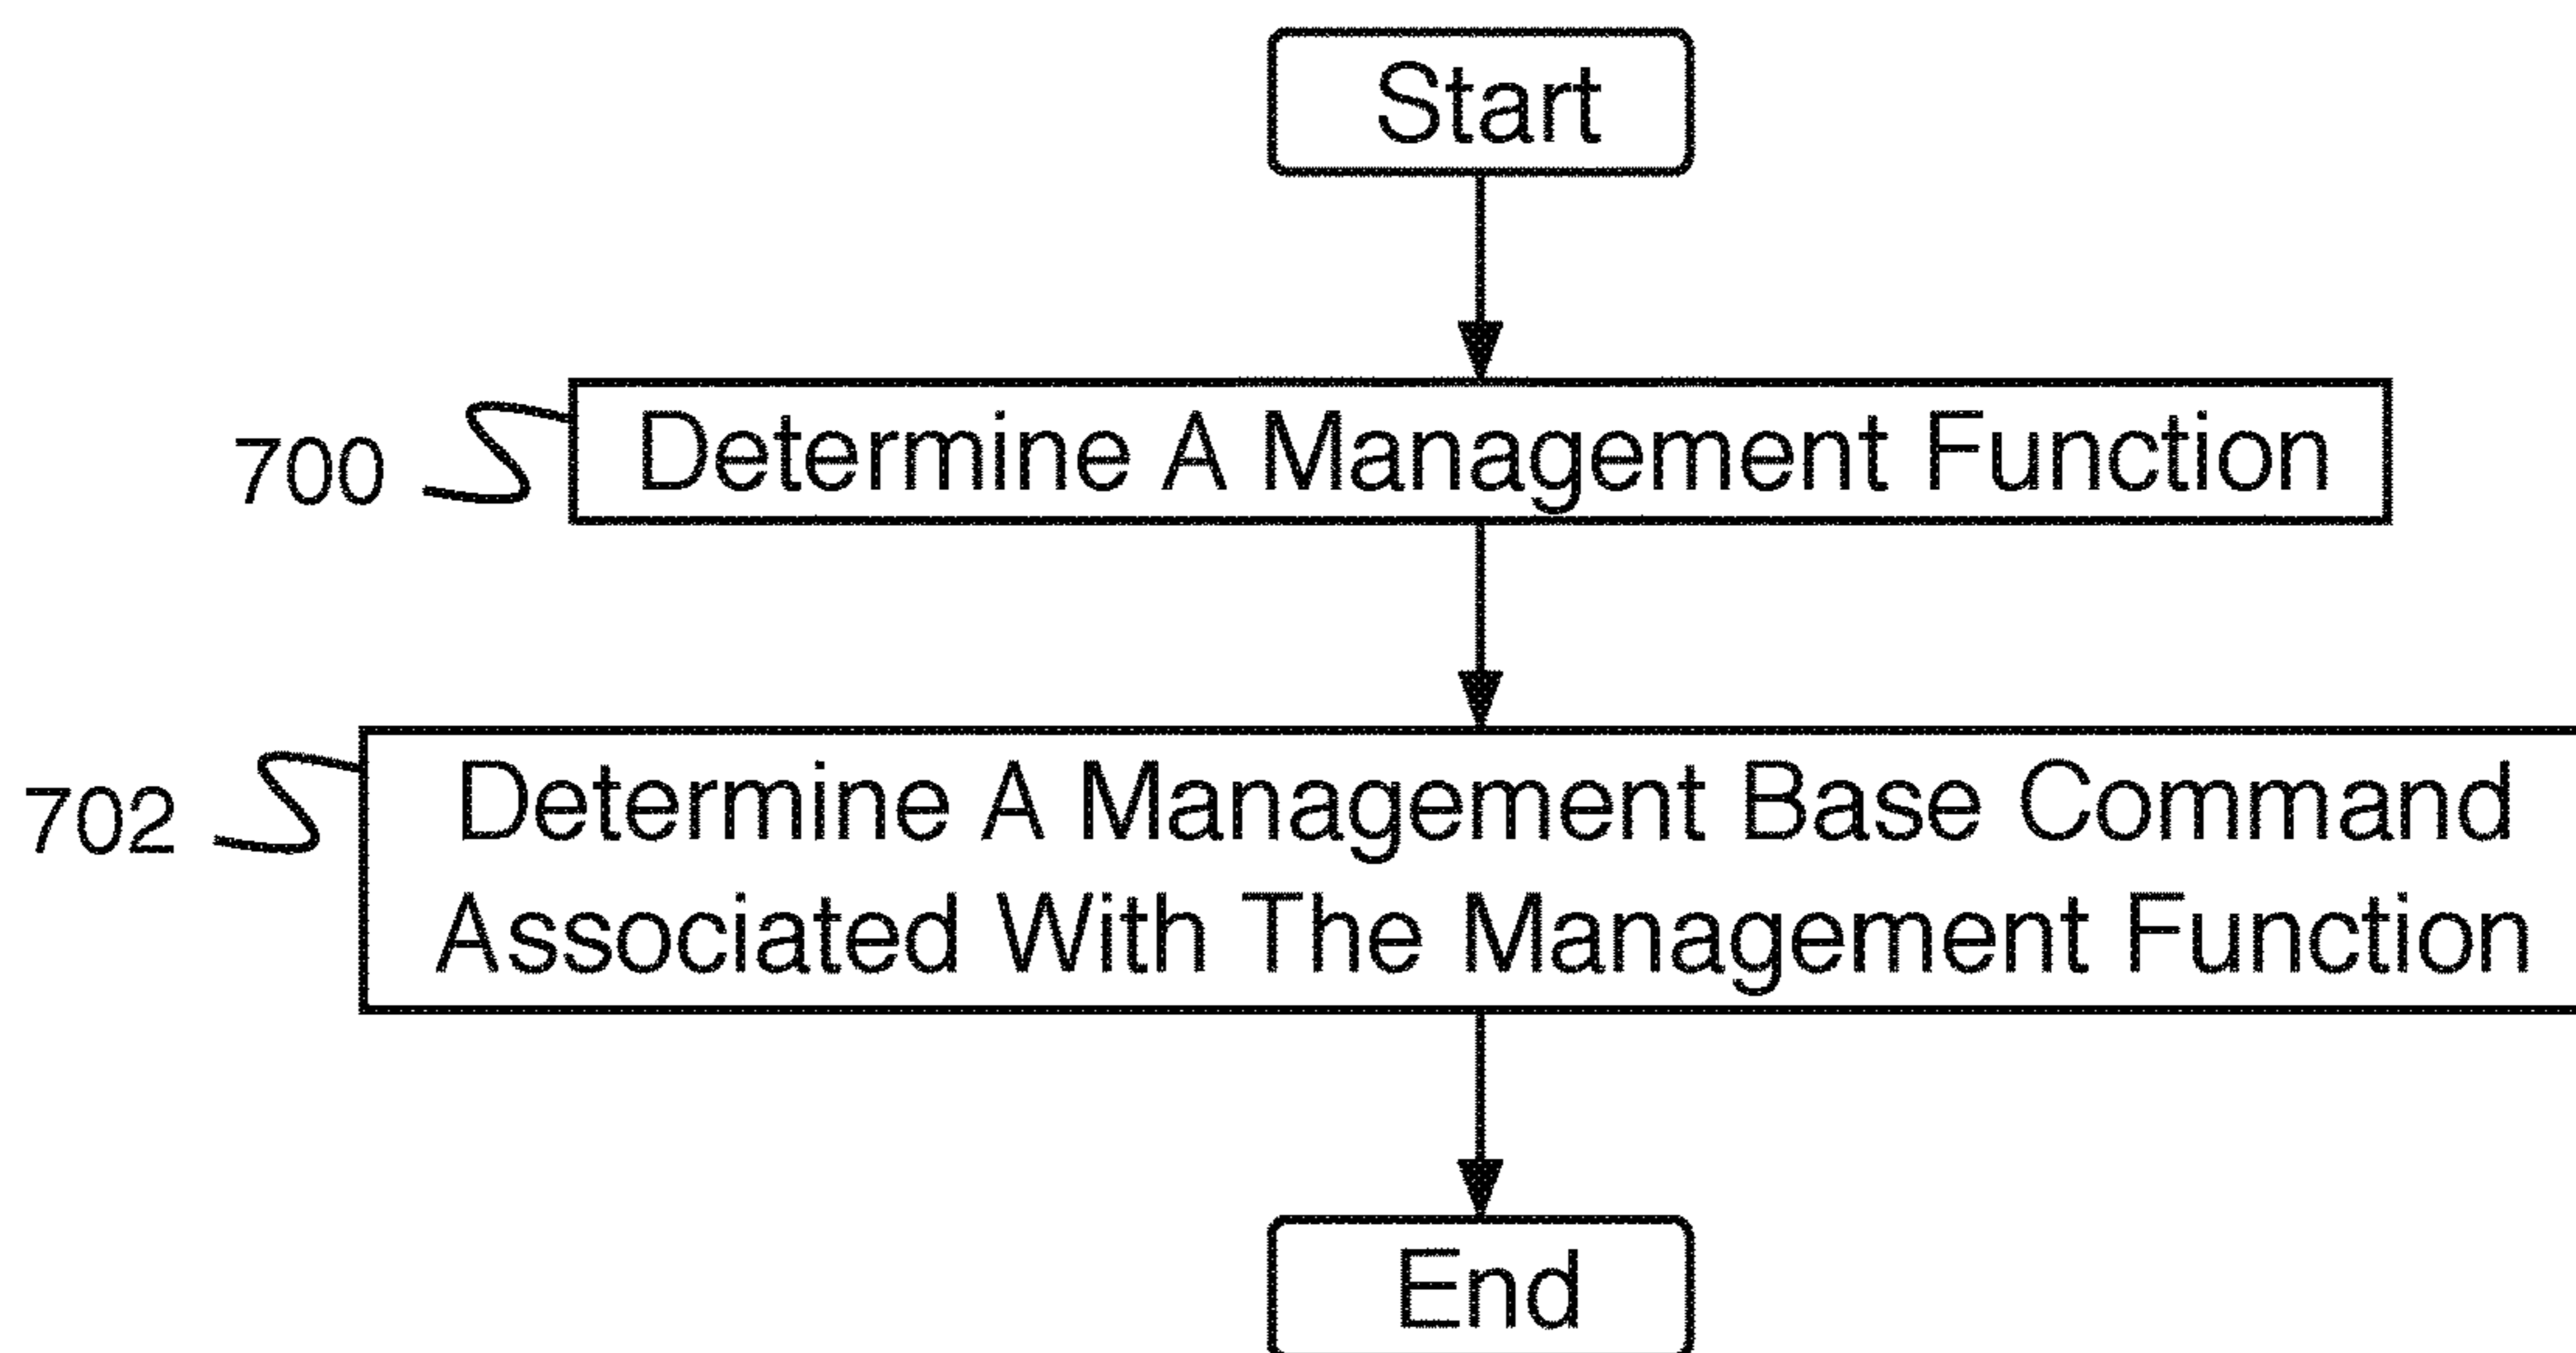 Start
700
Determine A Management Function
702
Determine A Management Base Command
Associated With The Management Function
End